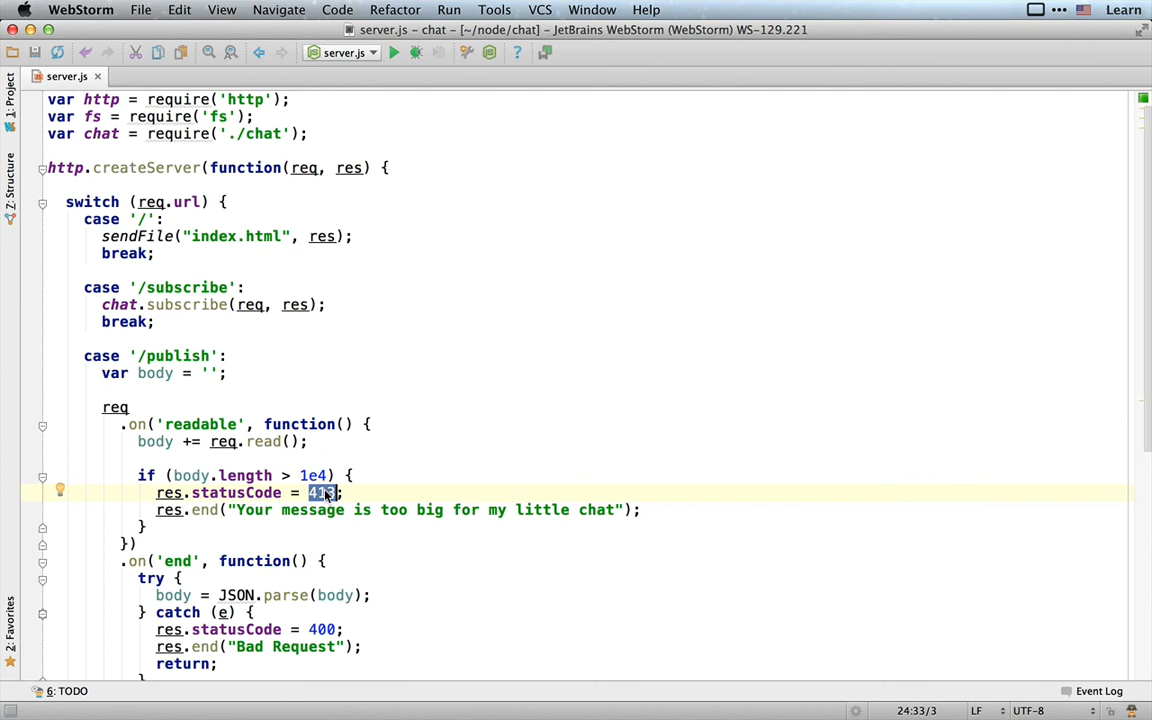 WebStorm File Edit View Navigate Code Refactor Run Tools VCS Window Help Learn
server.js - chat - [~/node/chat] - JetBrains WebStorm (WebStorm) WS-129.221
server.js
server.js
1: Project
Z: Structure
2: Favorites
var http = require('http');
var fs = require('fs');
var chat = require('./chat');
http.createServer(function(req, res) {
switch (req.url) {
case '/':
sendFile("index.html", res);
break;
case '/subscribe':
chat.subscribe(req, res);
break;
case '/publish':
var body = '';
req
.on('readable', function() {
body += req.read();
if (body.length > 1e4) {
res.statusCode = 413;
res.end("Your message is too big for my little chat");
}
})
.on('end', function() {
try {
body = JSON.parse(body);
} catch (e) {
res.statusCode = 400;
res.end("Bad Request");
return;
}
6: TODO Event Log
24:33/3 LF UTF-8